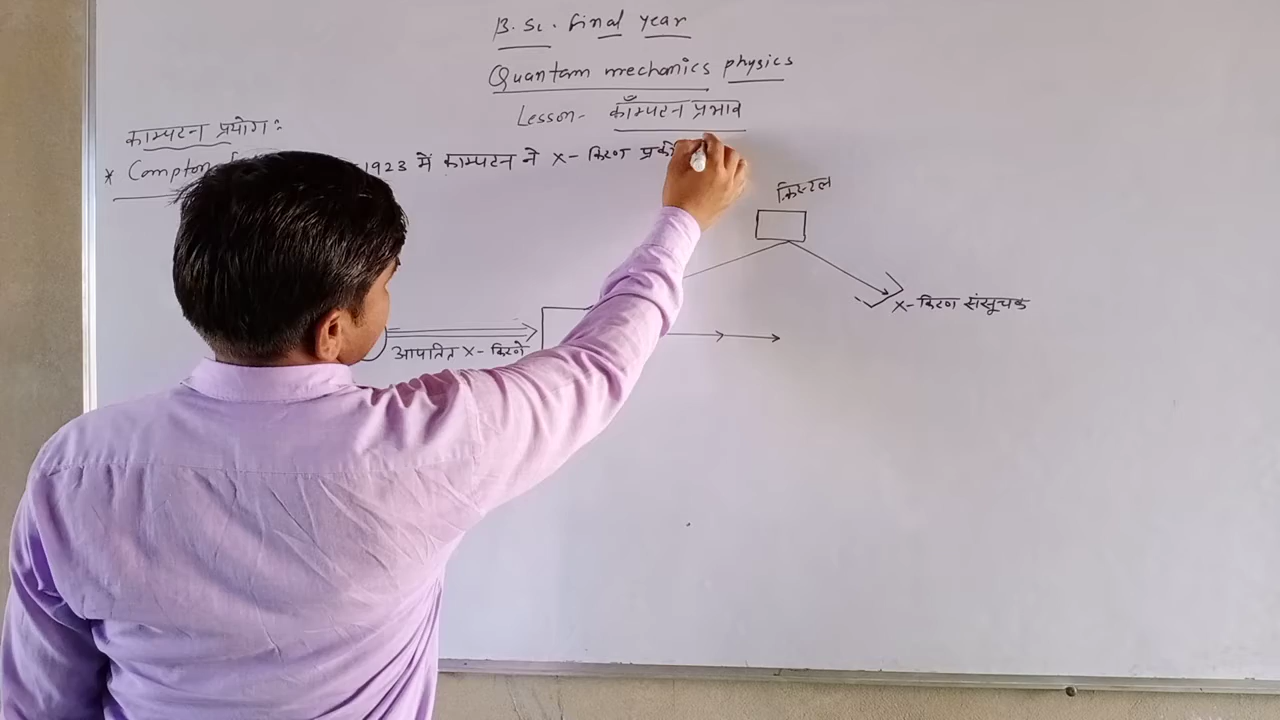 B.Sc. final year
Quantam mechanics physics
Lesson- कॉम्पटन प्रभाव
काम्पटन प्रयोग:
* Compton 1923 में काम्पटन ने X- किरण
क्रिस्टल
X- किरण संसूचक
आपतित X- किरणे